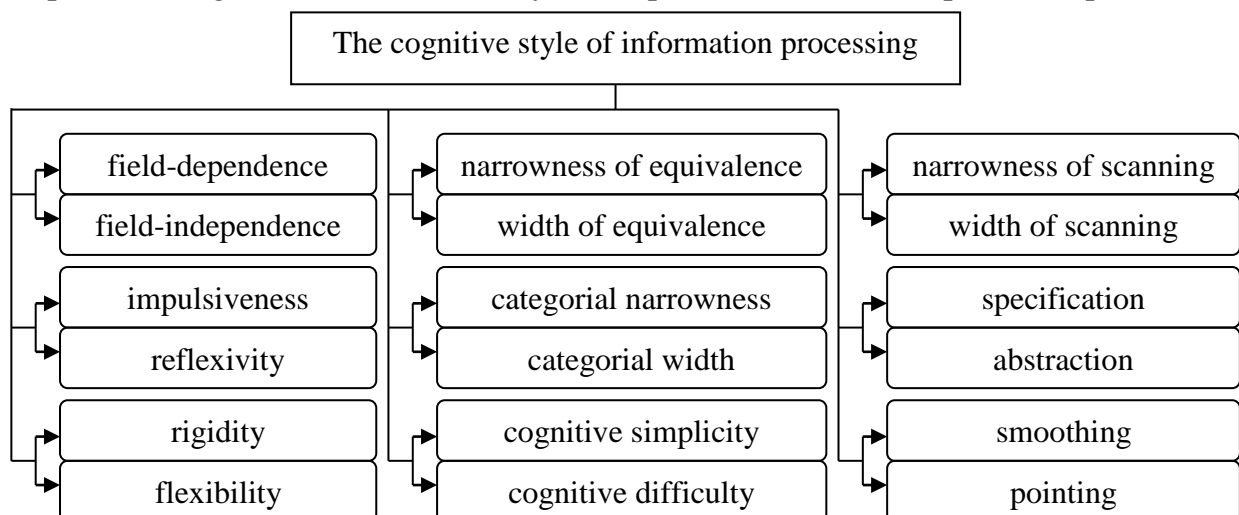 The cognitive style of information processing
field-dependence
field-independence
narrowness of equivalence
width of equivalence
narrowness of scanning
width of scanning
impulsiveness
reflexivity
categorial narrowness
categorial width
specification
abstraction
rigidity
flexibility
cognitive simplicity
cognitive difficulty
smoothing
pointing